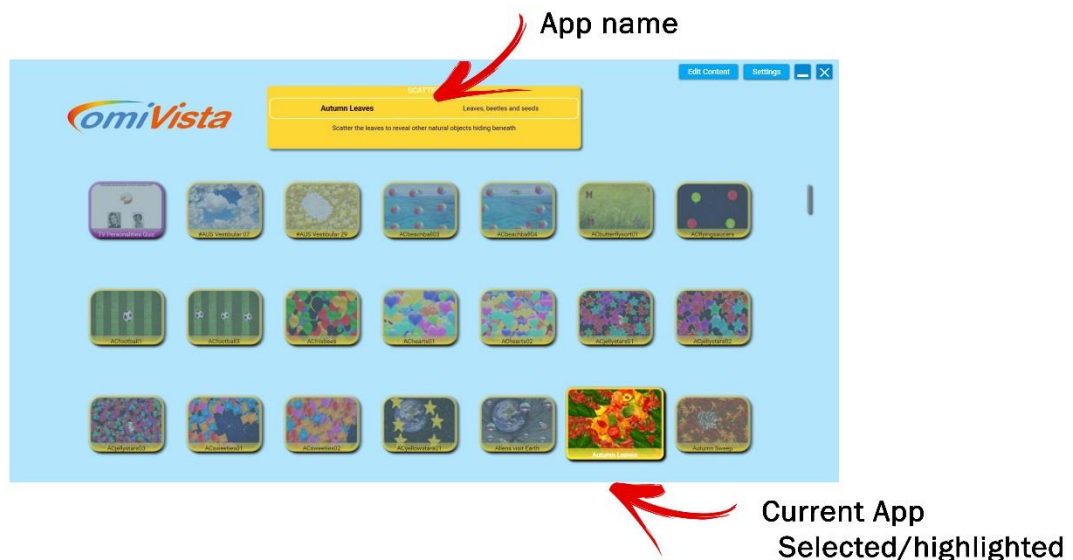 App name
Edit Content Settings
omiVista
SCATTER
Autumn Leaves Leaves, beetles and seeds
Scatter the leaves to reveal other natural objects hiding beneath
TV Personalities Quiz #AUS Vestibular 07 #AUS Vestibular 29 ACbeachball03 ACbeachball04 ACbutterflysort01 ACflyingsaucers
ACfootball1 ACfootball3 ACfrisbeis AChearts01 AChearts02 ACjellystars01 ACjellystars02
ACjellystars03 ACsweeties01 ACsweeties02 ACyellowstars01 Aliens visit Earth Autumn Leaves Autumn Sweep
Current App
Selected/highlighted